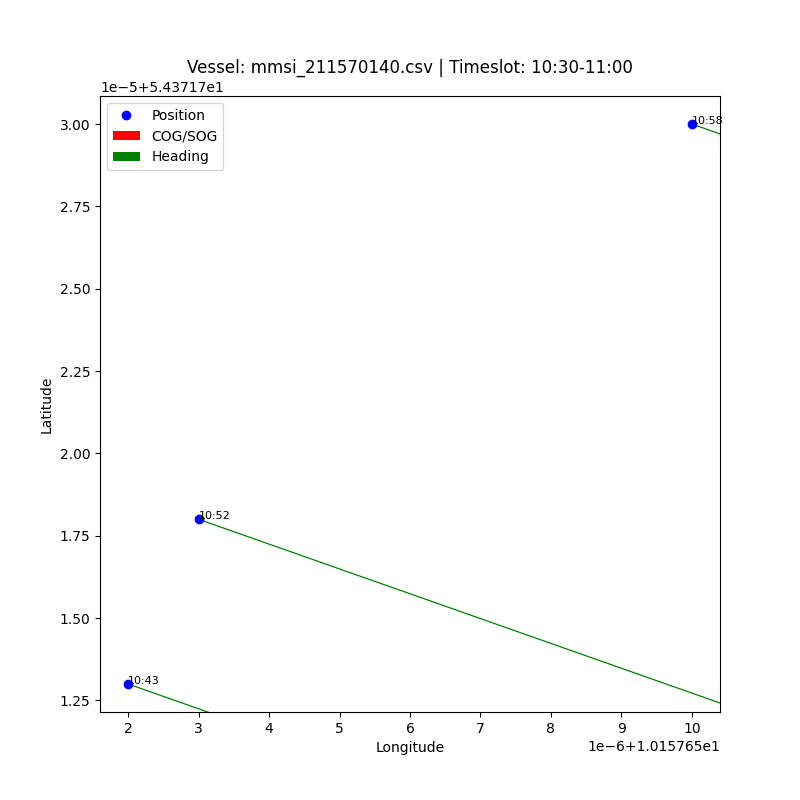 Vessel: mmsi_211570140.csv | Timeslot: 10:30-11:00
1e−5+5.43717e1
Position
COG/SOG
Heading
10:58
10:52
10:43
3.00
2.75
2.50
2.25
2.00
1.75
1.50
1.25
Latitude
2 3 4 5 6 7 8 9 10
Longitude
1e−6+1.015765e1